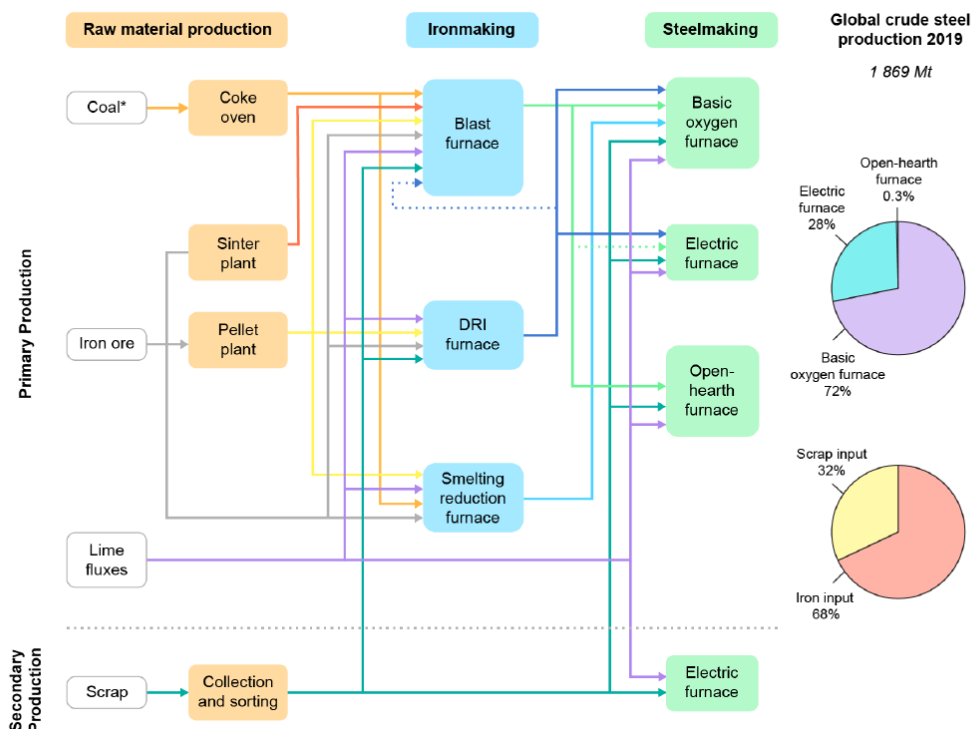 Raw material production
Ironmaking
Steelmaking
Global crude steel
production 2019
1 869 Mt
Primary Production
Coal*
Coke
oven
Blast
furnace
Basic
oxygen
furnace
Sinter
plant
Electric
furnace
Iron ore
Pellet
plant
DRI
furnace
Open-
hearth
furnace
Smelting
reduction
furnace
Lime
fluxes
Secondary
Production
Scrap
Collection
and sorting
Electric
furnace
Open-hearth
furnace
0.3%
Electric
furnace
28%
Basic
oxygen furnace
72%
Scrap input
32%
Iron input
68%